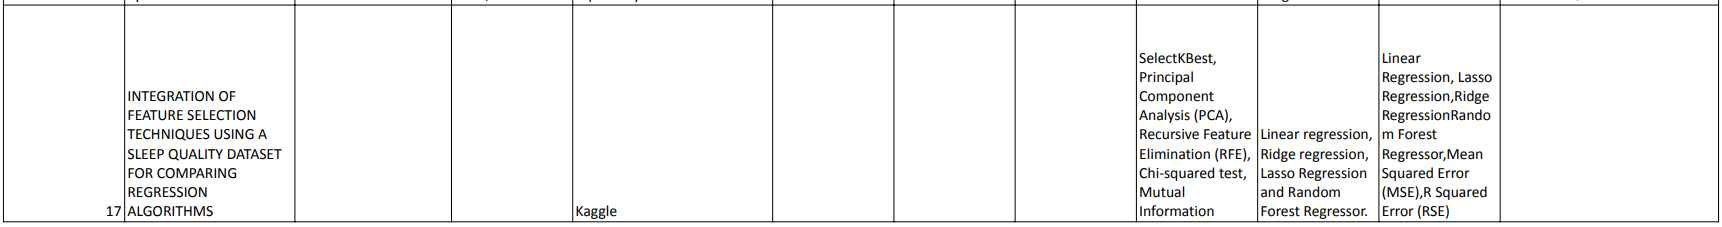 17
INTEGRATION OF
FEATURE SELECTION
TECHNIQUES USING A
SLEEP QUALITY DATASET
FOR COMPARING
REGRESSION
ALGORITHMS
Kaggle
SelectKBest,
Principal
Component
Analysis (PCA),
Recursive Feature
Elimination (RFE),
Chi-squared test,
Mutual
Information
Linear regression,
Ridge regression,
Lasso Regression
and Random
Forest Regressor.
Linear
Regression, Lasso
Regression,Ridge
RegressionRando
m Forest
Regressor,Mean
Squared Error
(MSE),R Squared
Error (RSE)